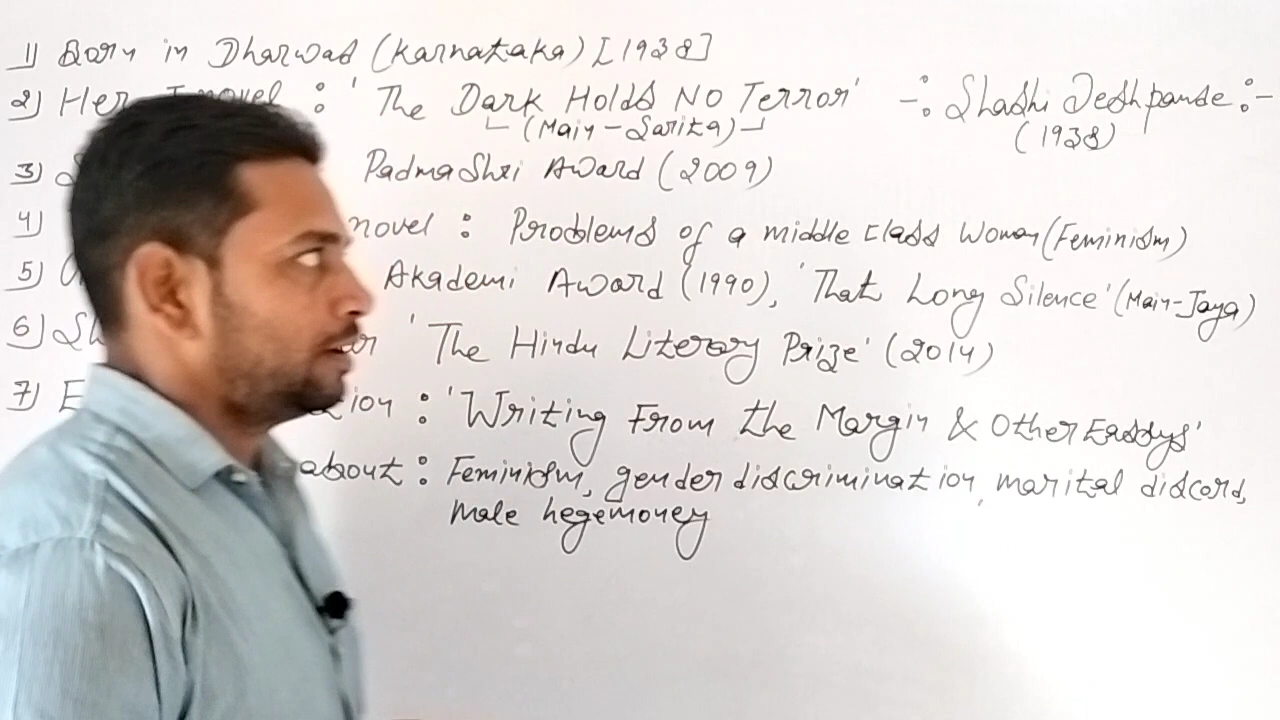 1) Born in Dharwad (Karnataka) [1938]
2) Her I novel : 'The Dark Holds No Terror' -: Shashi Deshpande :-
(Main - Sarita)
(1938)
3) PadmaShri Award (2009)
4) novel : Problems of a middle class Woman (Feminism)
5) Akademi Award (1990), 'That Long Silence' (Main-Jaya)
6) 'The Hindu Literary Prize' (2014)
7) : 'Writing From the Margin & Other Essays'
about : Feminism, gender discrimination, marital discord,
male hegemoney